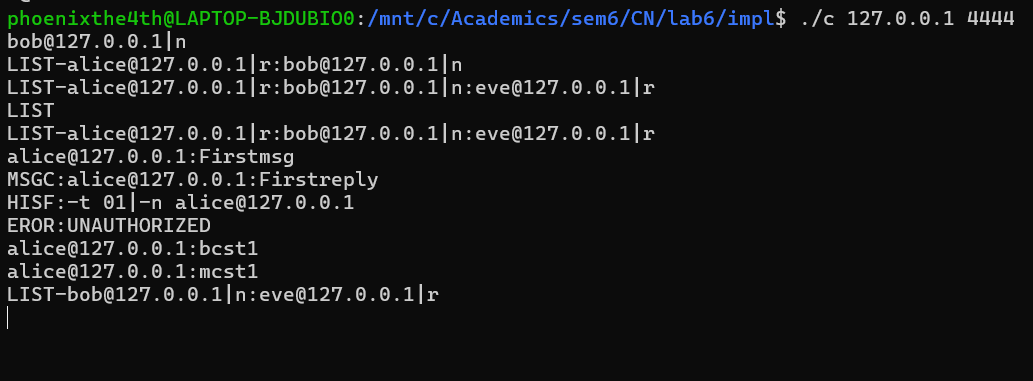 phoenixthe4th@LAPTOP-BJDUBIO0:/mnt/c/Academics/sem6/CN/lab6/impl$ ./c 127.0.0.1 4444
bob@127.0.0.1|n
LIST-alice@127.0.0.1|r:bob@127.0.0.1|n
LIST-alice@127.0.0.1|r:bob@127.0.0.1|n:eve@127.0.0.1|r
LIST
LIST-alice@127.0.0.1|r:bob@127.0.0.1|n:eve@127.0.0.1|r
alice@127.0.0.1:Firstmsg
MSGC:alice@127.0.0.1:Firstreply
HISF:-t 01|-n alice@127.0.0.1
EROR:UNAUTHORIZED
alice@127.0.0.1:bcst1
alice@127.0.0.1:mcst1
LIST-bob@127.0.0.1|n:eve@127.0.0.1|r